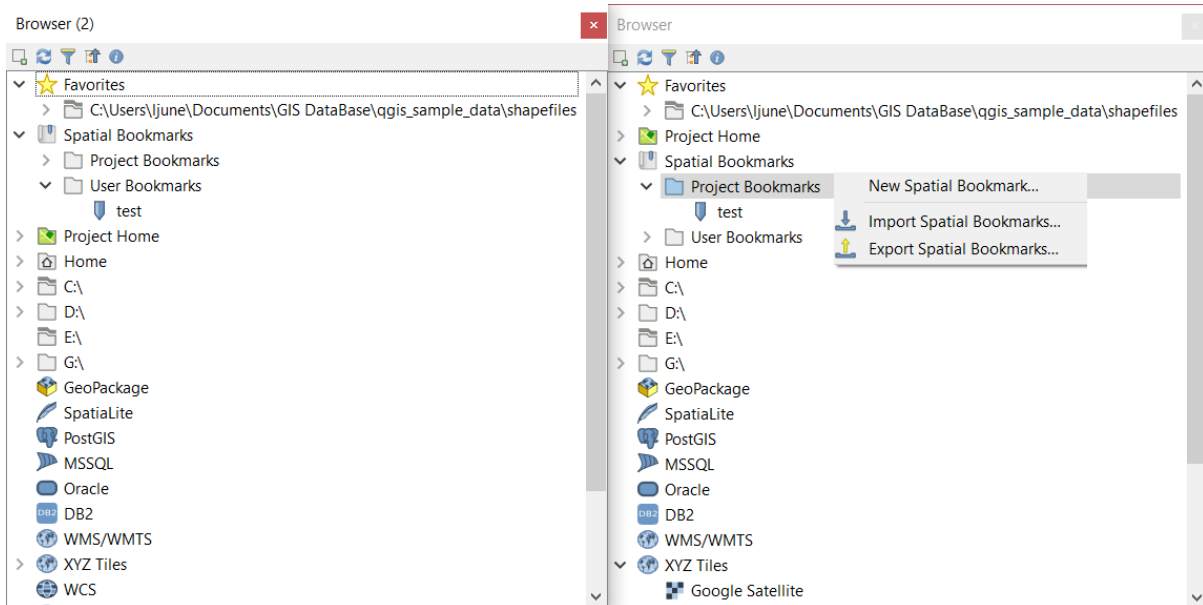 Browser (2)
Favorites
C:\Users\ljune\Documents\GIS DataBase\qgis_sample_data\shapefiles
Spatial Bookmarks
Project Bookmarks
User Bookmarks
test
Project Home
Home
C:\
D:\
E:\
G:\
GeoPackage
SpatiaLite
PostGIS
MSSQL
Oracle
DB2 DB2
WMS/WMTS
XYZ Tiles
WCS
Browser
Favorites
C:\Users\ljune\Documents\GIS DataBase\qgis_sample_data\shapefiles
Project Home
Spatial Bookmarks
Project Bookmarks
test
User Bookmarks
New Spatial Bookmark...
Import Spatial Bookmarks...
Export Spatial Bookmarks...
Home
C:\
D:\
E:\
G:\
GeoPackage
SpatiaLite
PostGIS
MSSQL
Oracle
DB2 DB2
WMS/WMTS
XYZ Tiles
Google Satellite